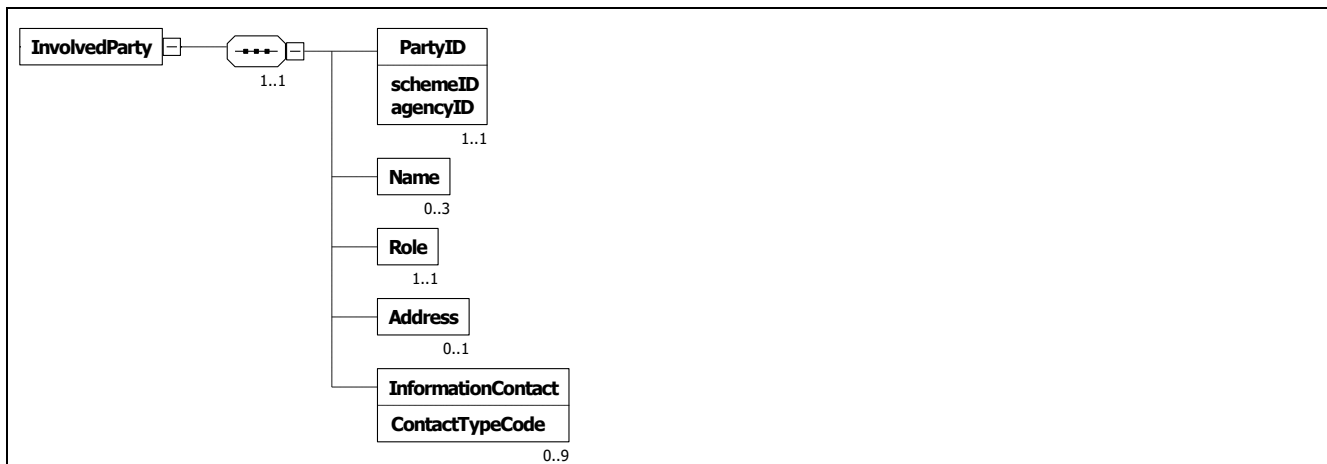 InvolvedParty
1..1
PartyID
schemeID
agencyID
1..1
Name
0..3
Role
1..1
Address
0..1
InformationContact
ContactTypeCode
0..9